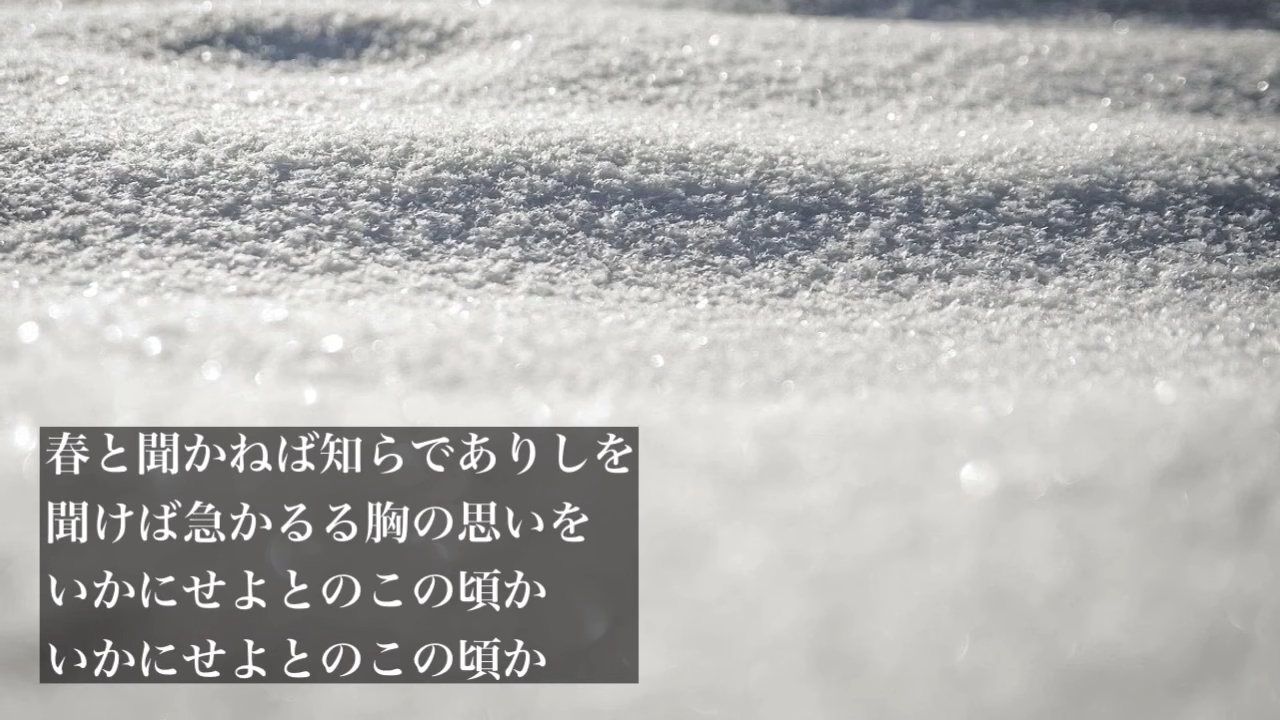 春と聞かねば知らでありしを
聞けば急かるる胸の思いを
いかにせよとのこの頃か
いかにせよとのこの頃か